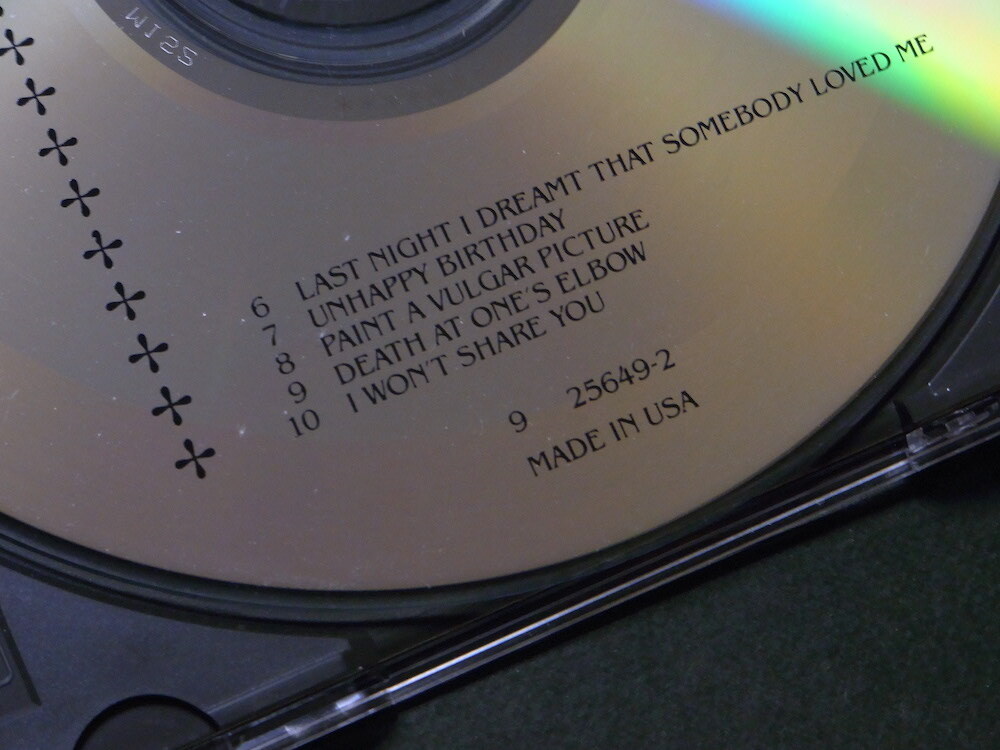 6 LAST NIGHT I DREAMT THAT SOMEBODY LOVED ME
7 UNHAPPY BIRTHDAY
8 PAINT A VULGAR PICTURE
9 DEATH AT ONE'S ELBOW
10 I WON'T SHARE YOU
9 25649-2
MADE IN USA